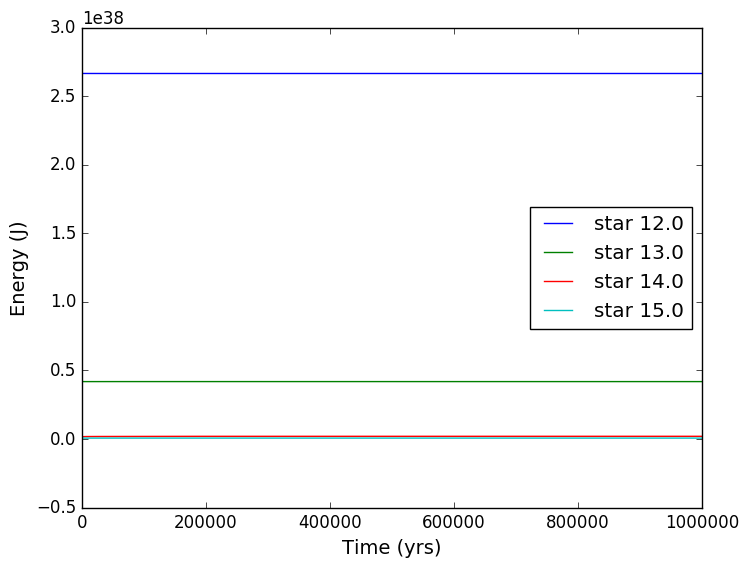 1e38
3.0
2.5
2.0
1.5
1.0
0.5
0.0
−0.5
Energy (J)
star 12.0
star 13.0
star 14.0
star 15.0
0 200000 400000 600000 800000 1000000
Time (yrs)